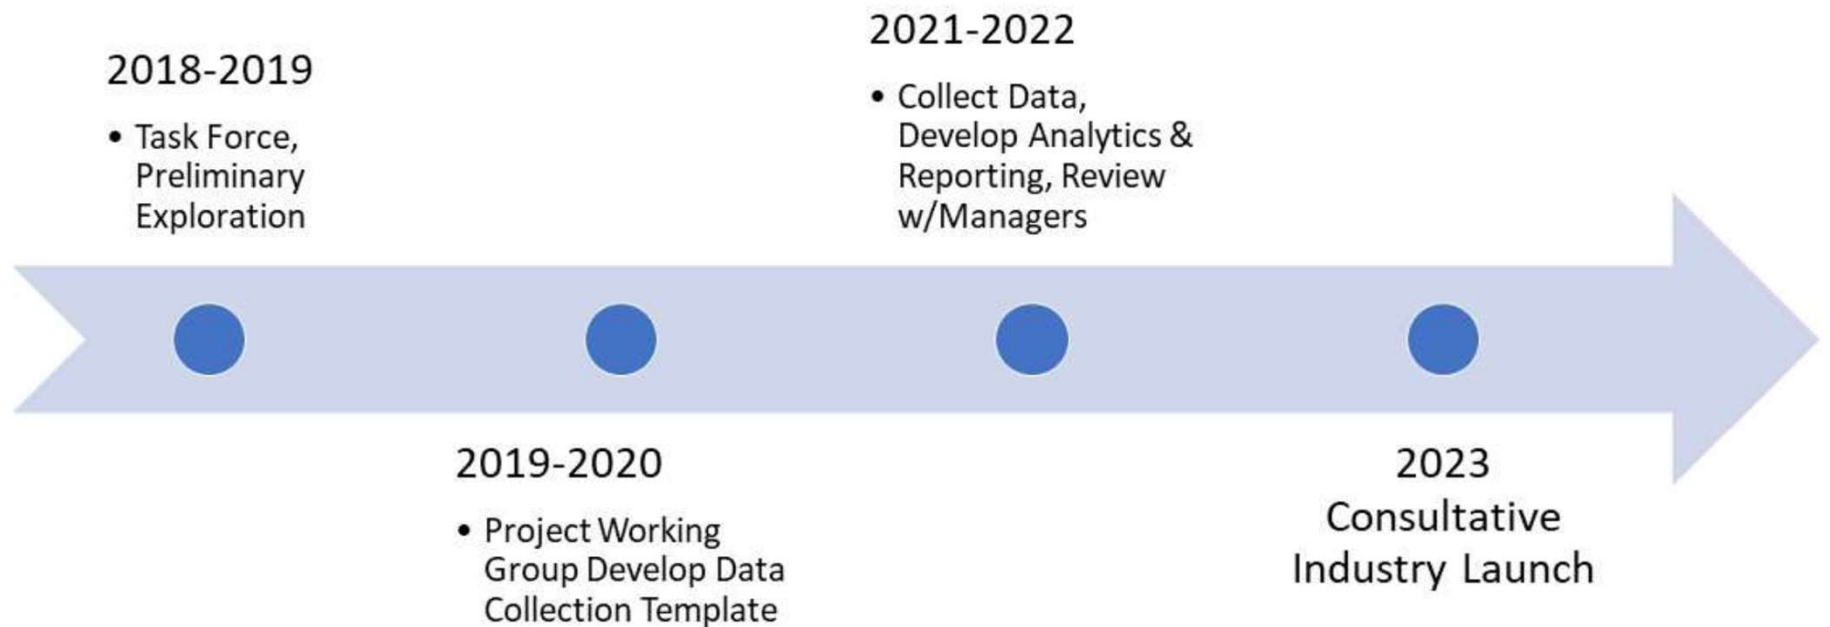 2018-2019
• Task Force,
Preliminary
Exploration
2019-2020
• Project Working
Group Develop Data
Collection Template
2021-2022
• Collect Data,
Develop Analytics &
Reporting, Review
w/Managers
2023
Consultative
Industry Launch